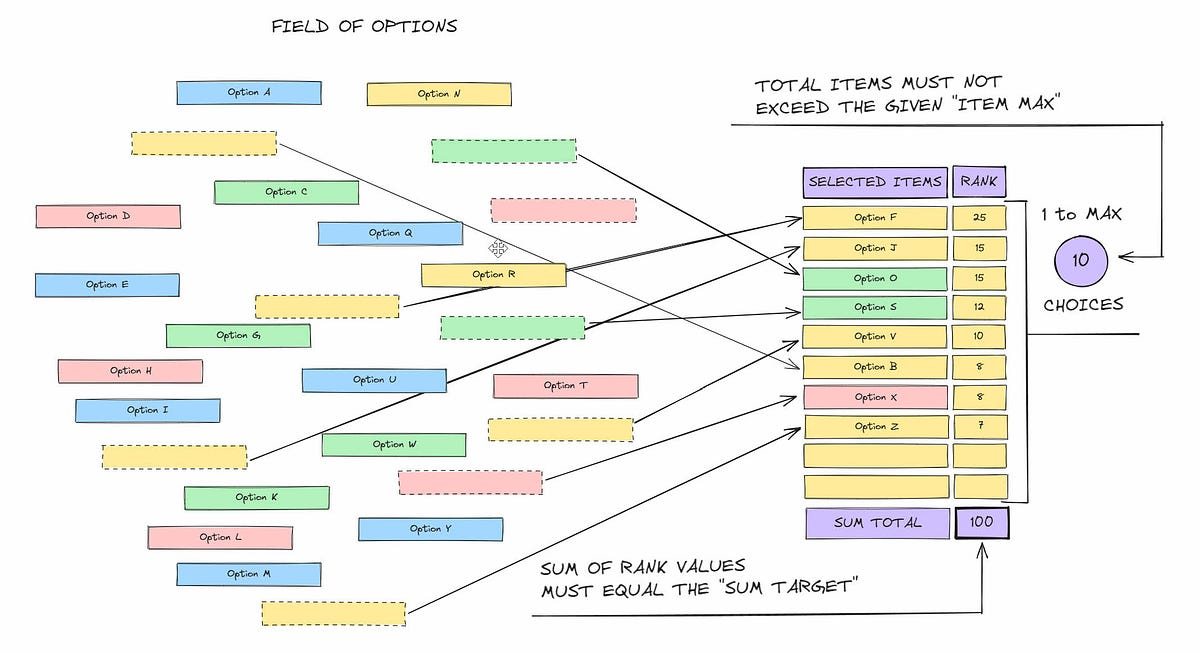 FIELD OF OPTIONS
Option A
Option N
Option C
Option D
Option Q
Option R
Option E
Option G
Option H
Option U
Option T
Option I
Option W
Option K
Option L
Option Y
Option M
TOTAL ITEMS MUST NOT
EXCEED THE GIVEN "ITEM MAX"
SELECTED ITEMS RANK
Option F 25
Option J 15
Option O 15
Option S 12
Option V 10
Option B 8
Option X 8
Option Z 7
SUM TOTAL 100
1 to MAX
10
CHOICES
SUM OF RANK VALUES
MUST EQUAL THE "SUM TARGET"